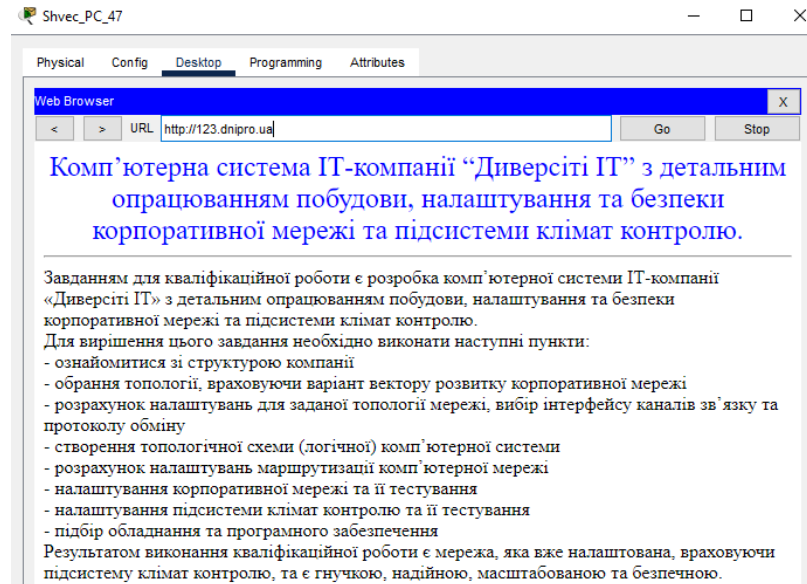 Shvec_PC_47
Physical Config Desktop Programming Attributes
Web Browser X
< > URL http://123.dnipro.ua Go Stop
Комп’ютерна система ІТ-компанії “Диверсіті ІТ” з детальним
опрацюванням побудови, налаштування та безпеки
корпоративної мережі та підсистеми клімат контролю.
Завданням для кваліфікаційної роботи є розробка комп’ютерної системи ІТ-компанії
«Диверсіті ІТ» з детальним опрацюванням побудови, налаштування та безпеки
корпоративної мережі та підсистеми клімат контролю.
Для вирішення цього завдання необхідно виконати наступні пункти:
- ознайомитися зі структурою компанії
- обрання топології, враховуючи варіант вектору розвитку корпоративної мережі
- розрахунок налаштувань для заданої топології мережі, вибір інтерфейсу каналів зв’язку та
протоколу обміну
- створення топологічної схеми (логічної) комп’ютерної системи
- розрахунок налаштувань маршрутизації комп’ютерної мережі
- налаштування корпоративної мережі та її тестування
- налаштування підсистеми клімат контролю та її тестування
- підбір обладнання та програмного забезпечення
Результатом виконання кваліфікаційної роботи є мережа, яка вже налаштована, враховуючи
підсистему клімат контролю, та є гнучкою, надійною, масштабованою та безпечною.